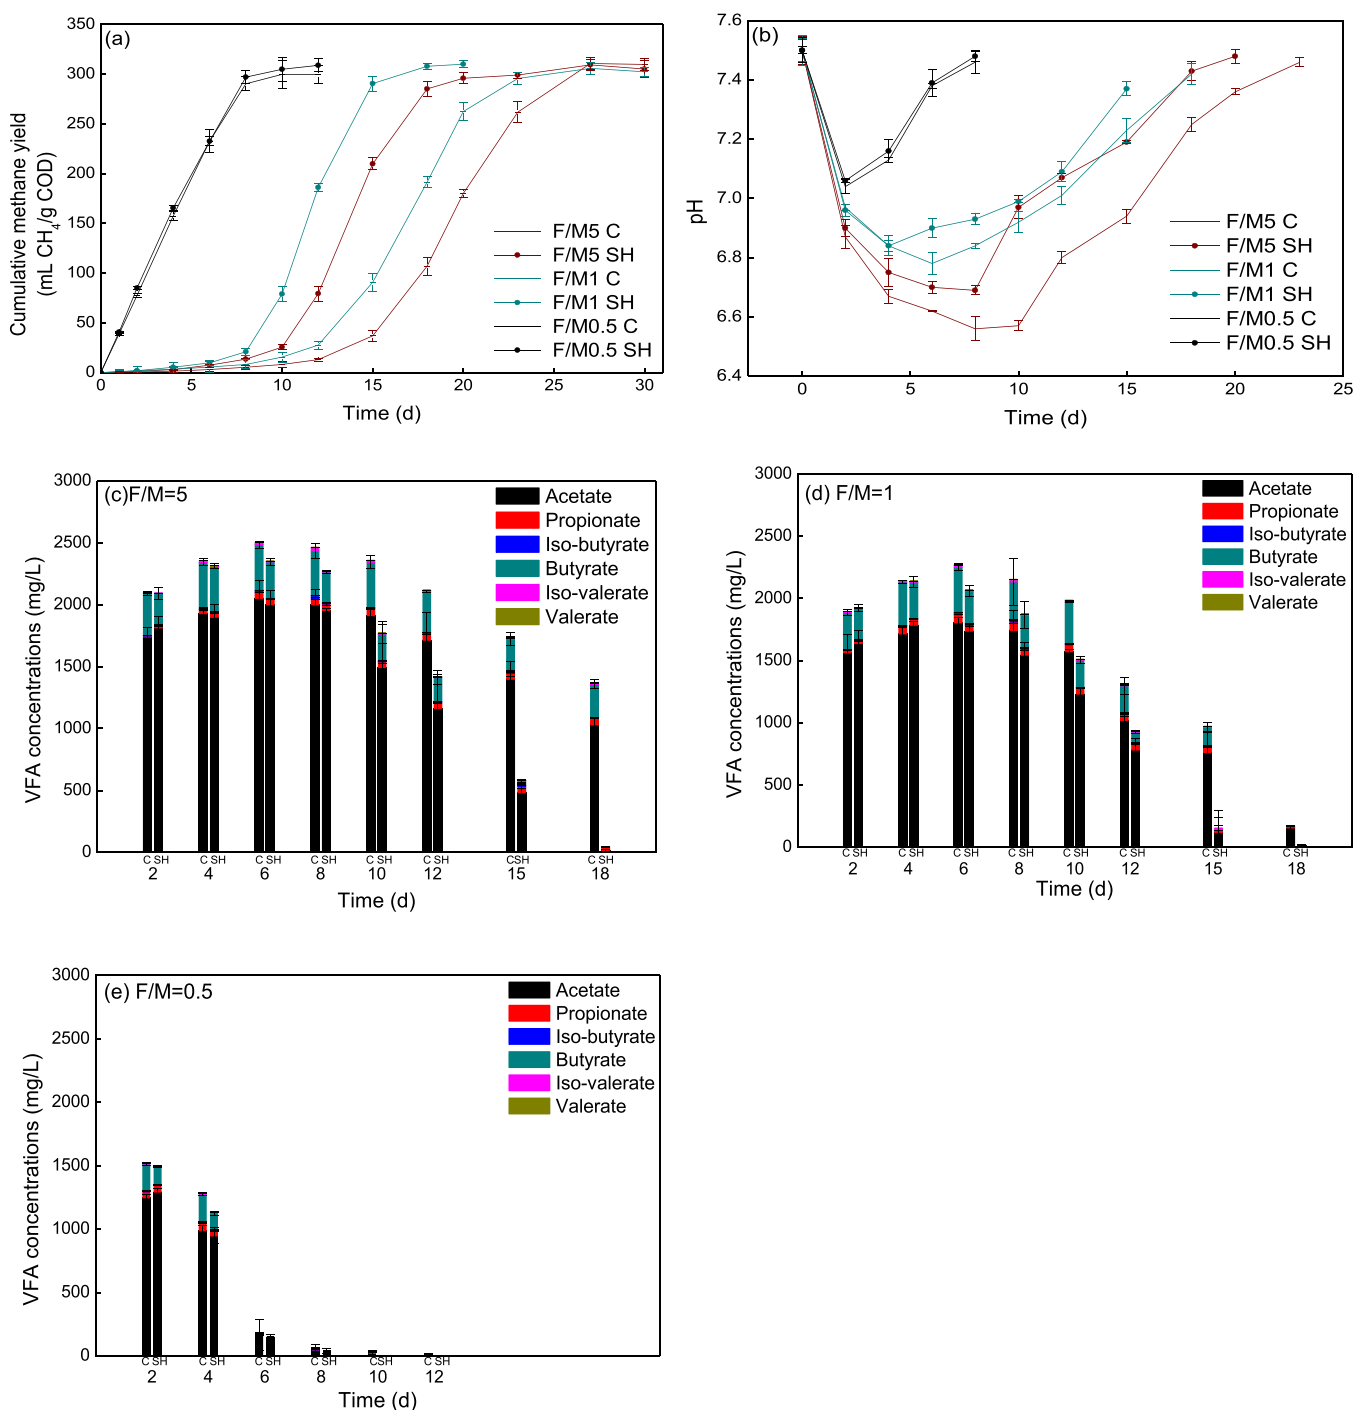 (a)
Cumulative methane yield
(mL CH4/g COD)
350
300
250
200
150
100
50
0
0 5 10 15 20 25 30
Time (d)
F/M5 C
F/M5 SH
F/M1 C
F/M1 SH
F/M0.5 C
F/M0.5 SH
(b)
pH
7.6
7.4
7.2
7.0
6.8
6.6
6.4
0 5 10 15 20 25
Time (d)
F/M5 C
F/M5 SH
F/M1 C
F/M1 SH
F/M0.5 C
F/M0.5 SH
(c)F/M=5
VFA concentrations (mg/L)
3000
2500
2000
1500
1000
500
0
Acetate
Propionate
Iso-butyrate
Butyrate
Iso-valerate
Valerate
C SH C SH C SH C SH C SH C SH CSH C SH
2 4 6 8 10 12 15 18
Time (d)
(d) F/M=1
VFA concentrations (mg/L)
3000
2500
2000
1500
1000
500
0
Acetate
Propionate
Iso-butyrate
Butyrate
Iso-valerate
Valerate
C SH C SH C SH C SH C SH C SH C SH C SH
2 4 6 8 10 12 15 18
Time (d)
(e) F/M=0.5
VFA concentrations (mg/L)
3000
2500
2000
1500
1000
500
0
Acetate
Propionate
Iso-butyrate
Butyrate
Iso-valerate
Valerate
C SH C SH C SH C SH CSH C SH
2 4 6 8 10 12
Time (d)